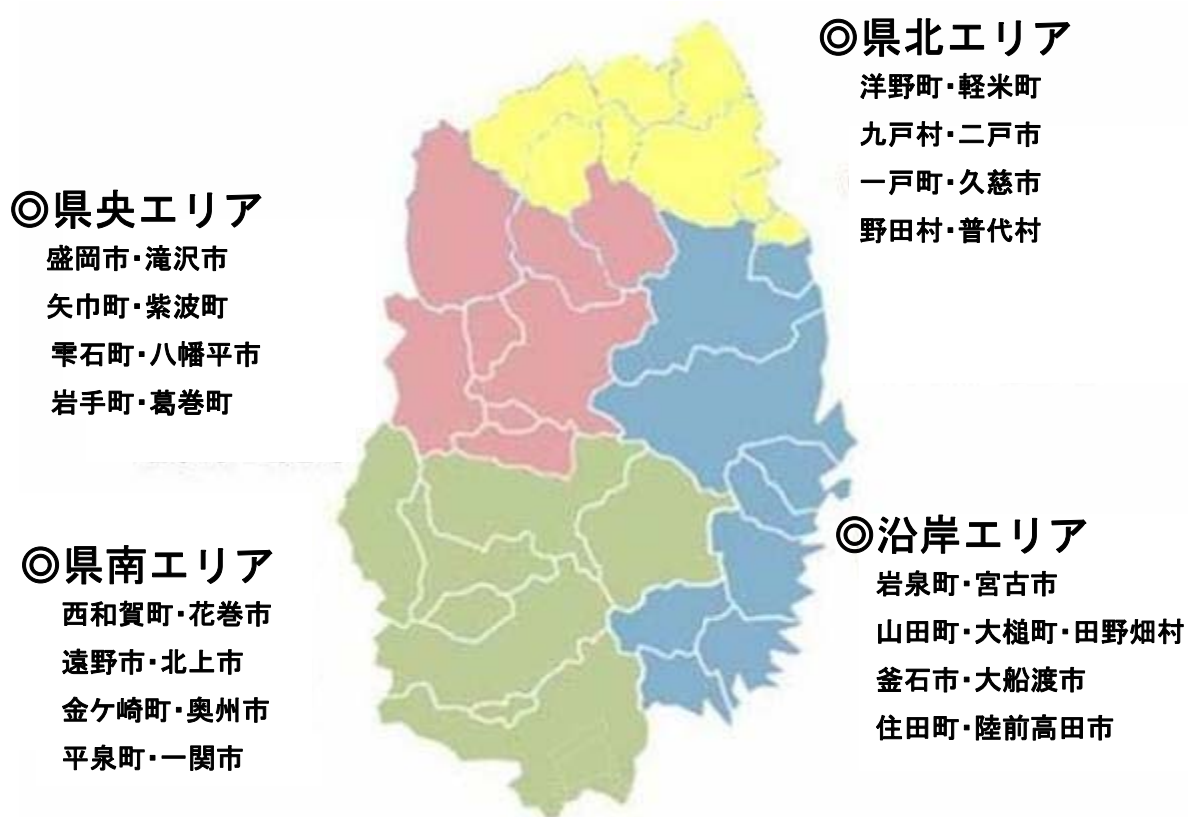 ◎県北エリア
洋野町・軽米町
九戸村・二戸市
一戸町・久慈市
野田村・普代村
◎県央エリア
盛岡市・滝沢市
矢巾町・紫波町
雫石町・八幡平市
岩手町・葛巻町
◎県南エリア
西和賀町・花巻市
遠野市・北上市
金ケ崎町・奥州市
平泉町・一関市
◎沿岸エリア
岩泉町・宮古市
山田町・大槌町・田野畑村
釜石市・大船渡市
住田町・陸前高田市